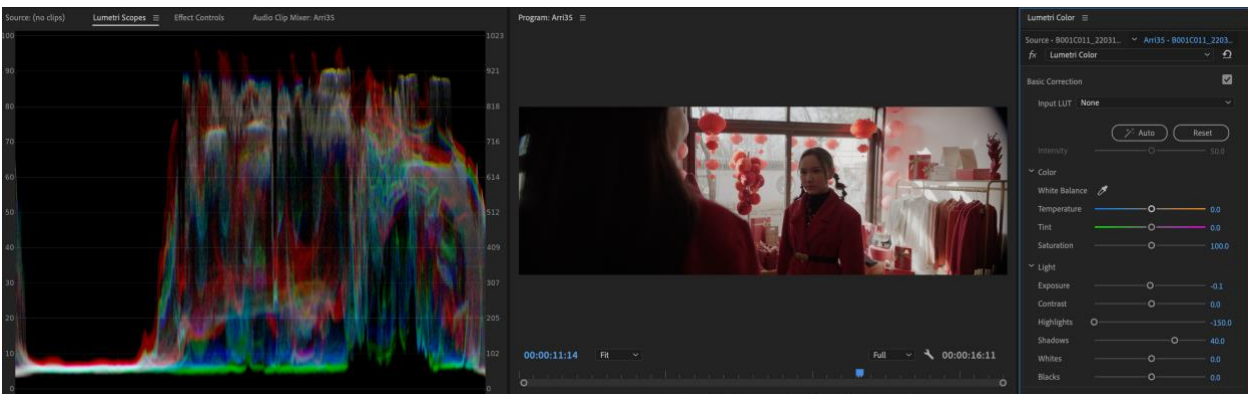 Source: (no clips)
Lumetri Scopes
Effect Controls
Audio Clip Mixer: Arri35
100
90
80
70
60
50
40
30
20
10
0
1023
921
818
716
614
512
409
307
205
102
0
Program: Arri35
00:00:11:14
Fit
Full
00:00:16:11
Lumetri Color
Source - B001C011_22031...
Arri35 - B001C011_2203...
fx Lumetri Color
Basic Correction
Input LUT None
Auto
Reset
Intensity 50.0
Color
White Balance
Temperature 0.0
Tint 0.0
Saturation 100.0
Light
Exposure -0.1
Contrast 0.0
Highlights -150.0
Shadows 40.0
Whites 0.0
Blacks 0.0